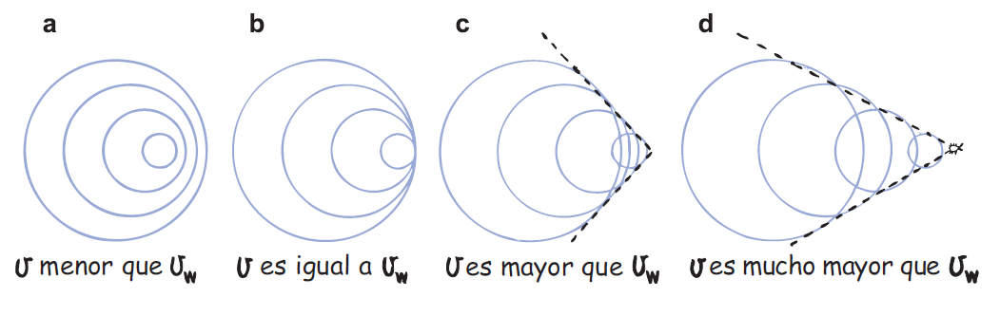 a
b
c
d
υ menor que υw
υ es igual a υw
υ es mayor que υw
υ es mucho mayor que υw